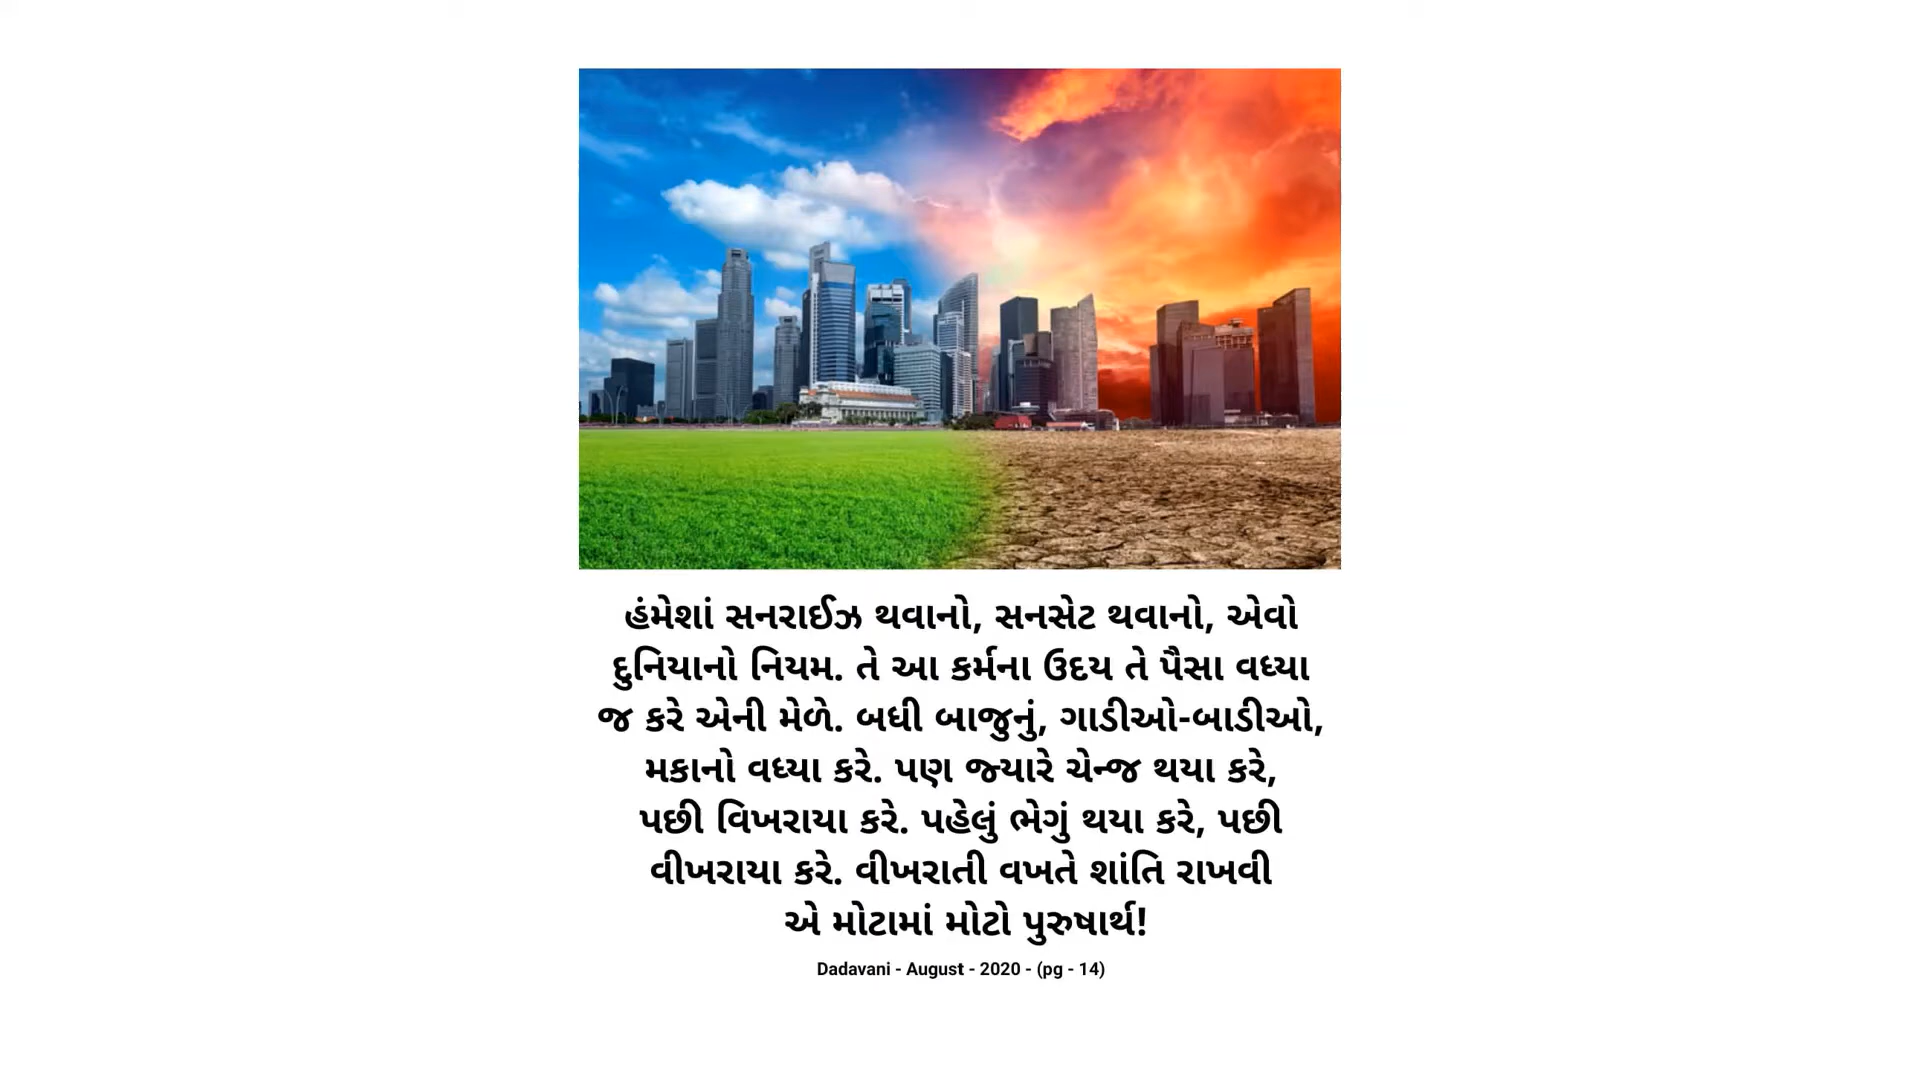 હંમેશાં સનરાઈઝ થવાનો, સનસેટ થવાનો, એવો
દુનિયાનો નિયમ. તે આ કર્મના ઉદય તે પૈસા વધ્યા
જ કરે એની મેળે. બધી બાજુનું, ગાડીઓ-બાડીઓ,
મકાનો વધ્યા કરે. પણ જ્યારે ચેન્જ થયા કરે,
પછી વિખરાયા કરે. પહેલું ભેગું થયા કરે, પછી
વીખરાયા કરે. વીખરાતી વખતે શાંતિ રાખવી
એ મોટામાં મોટો પુરુષાર્થ!
Dadavani - August - 2020 - (pg - 14)